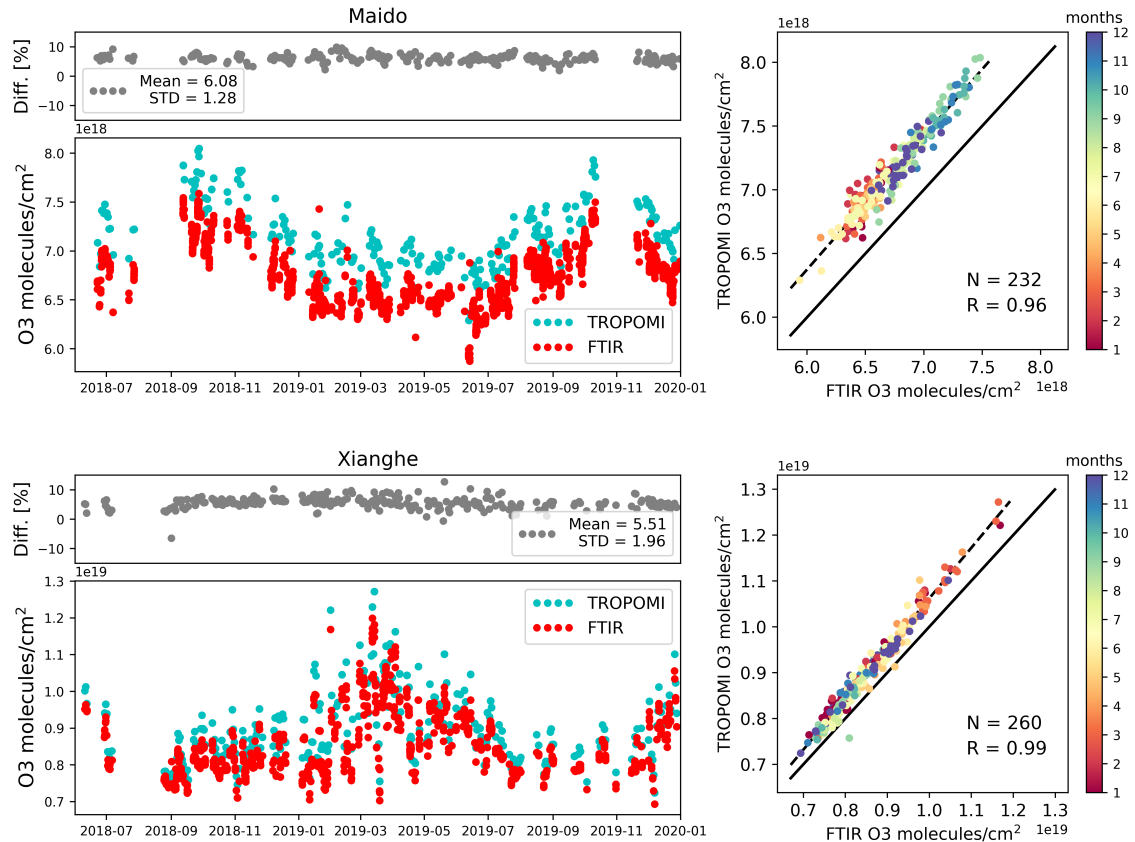 Maido
Diff. [%]
10
0
−10
Mean = 6.08
STD = 1.28
1e18
O3 molecules/cm²
8.0
7.5
7.0
6.5
6.0
TROPOMI
FTIR
2018-07 2018-09 2018-11 2019-01 2019-03 2019-05 2019-07 2019-09 2019-11 2020-01
1e18
TROPOMI O3 molecules/cm²
8.0
7.5
7.0
6.5
6.0
N = 232
R = 0.96
6.0 6.5 7.0 7.5 8.0
FTIR O3 molecules/cm² 1e18
months
12
11
10
9
8
7
6
5
4
3
2
1
Xianghe
Diff. [%]
10
0
−10
Mean = 5.51
STD = 1.96
1e19
O3 molecules/cm²
1.3
1.2
1.1
1.0
0.9
0.8
0.7
TROPOMI
FTIR
2018-07 2018-09 2018-11 2019-01 2019-03 2019-05 2019-07 2019-09 2019-11 2020-01
1e19
TROPOMI O3 molecules/cm²
1.3
1.2
1.1
1.0
0.9
0.8
0.7
N = 260
R = 0.99
0.7 0.8 0.9 1.0 1.1 1.2 1.3
FTIR O3 molecules/cm² 1e19
months
12
11
10
9
8
7
6
5
4
3
2
1